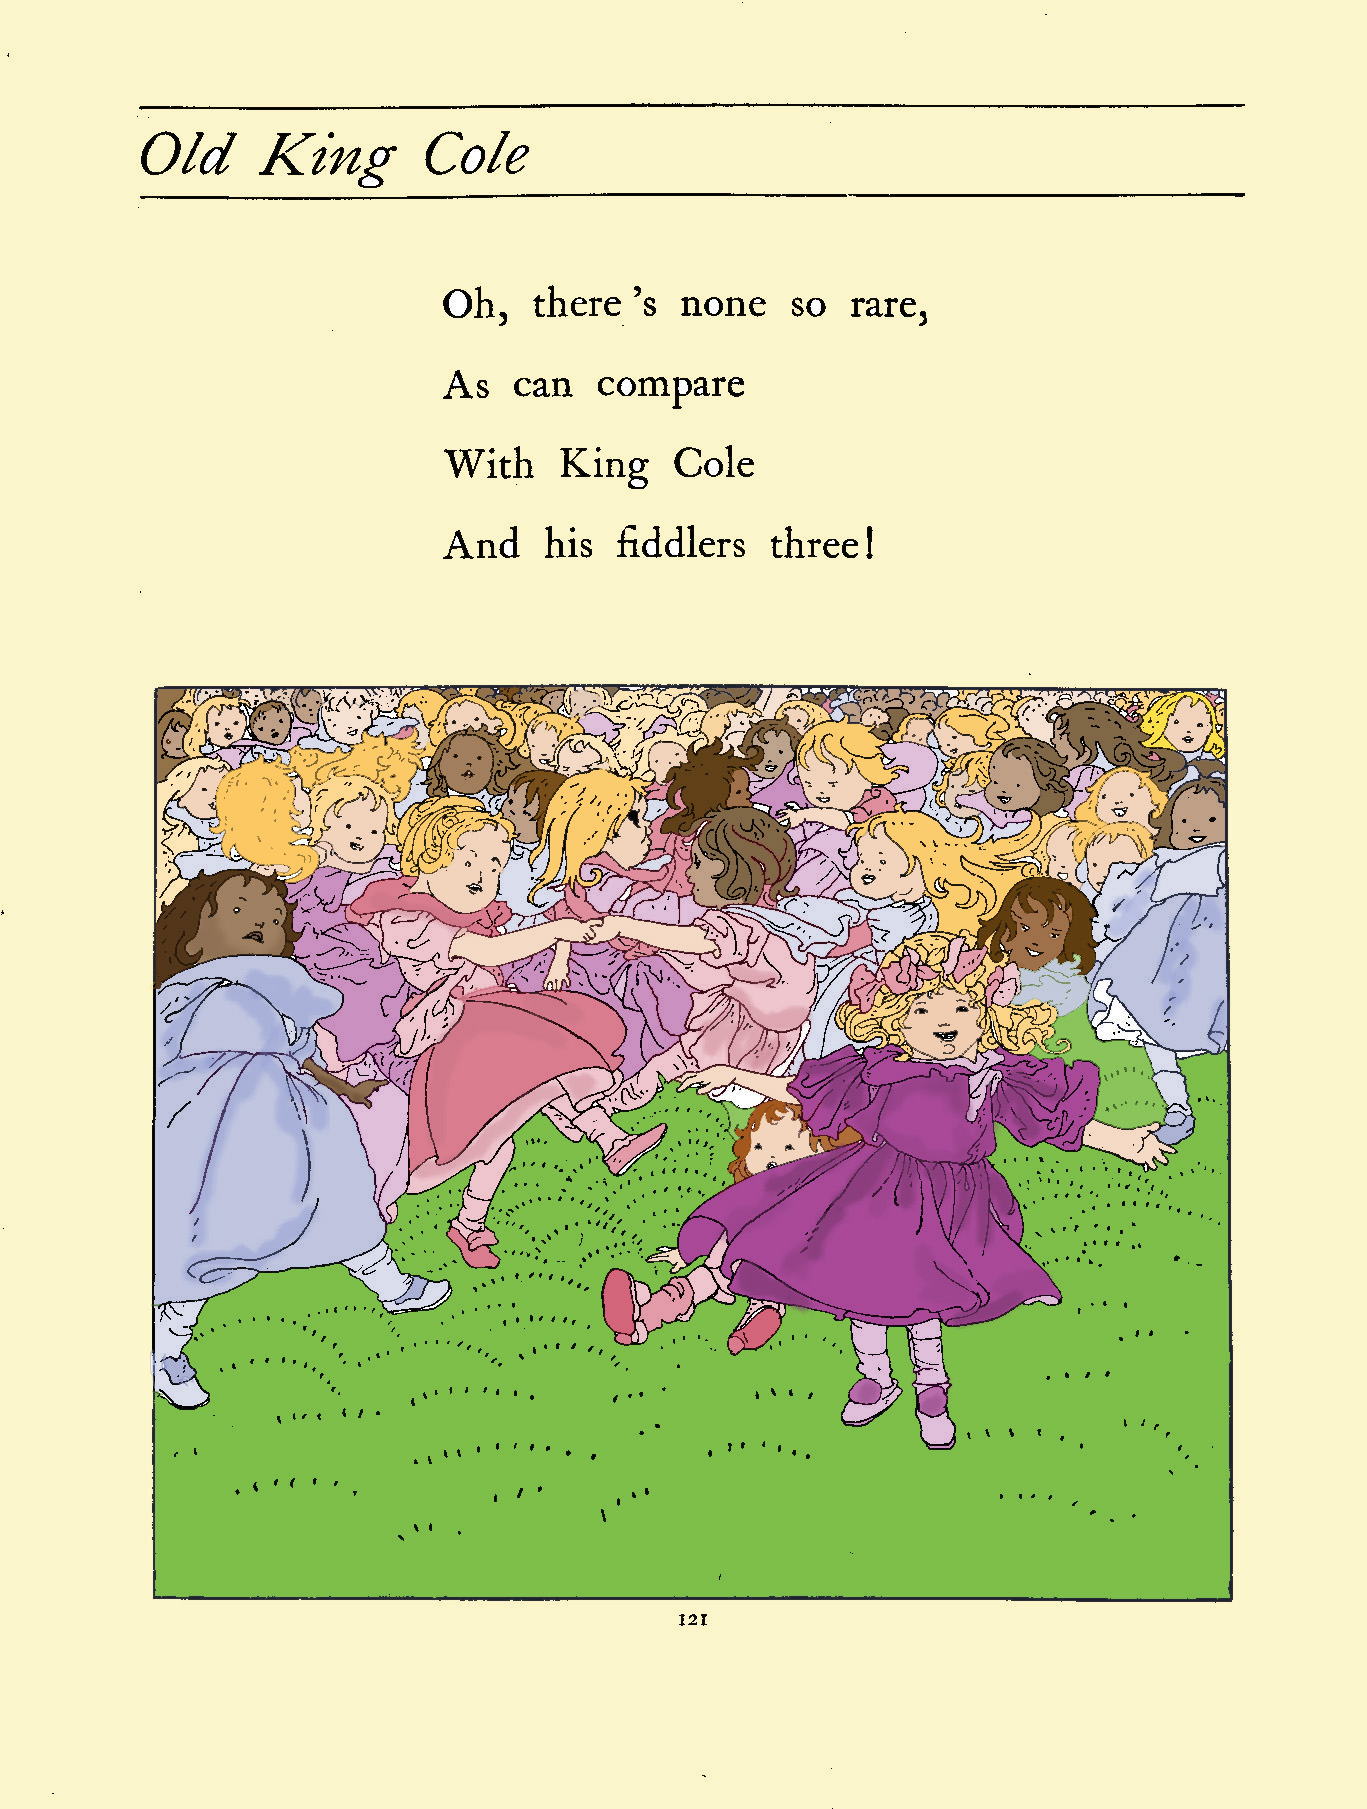 Old King Cole
Oh, there 's none so rare,
As can compare
With King Cole
And his fiddlers three!
121